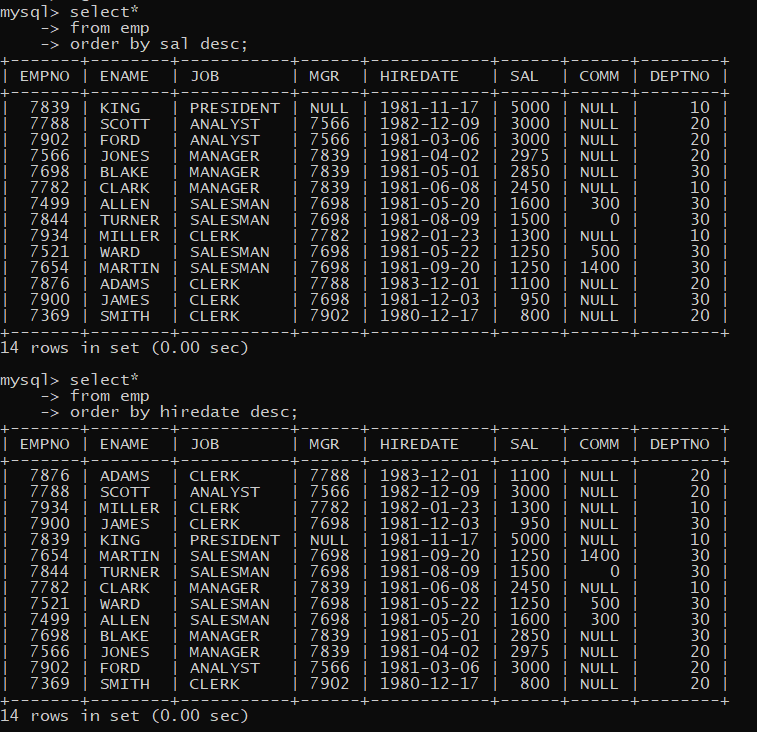 mysql> select*
    -> from emp
    -> order by sal desc;
+-------+--------+-----------+------+------------+------+------+--------+
| EMPNO | ENAME  | JOB       | MGR  | HIREDATE   | SAL  | COMM | DEPTNO |
+-------+--------+-----------+------+------------+------+------+--------+
|  7839 | KING   | PRESIDENT | NULL | 1981-11-17 | 5000 | NULL |     10 |
|  7788 | SCOTT  | ANALYST   | 7566 | 1982-12-09 | 3000 | NULL |     20 |
|  7902 | FORD   | ANALYST   | 7566 | 1981-03-06 | 3000 | NULL |     20 |
|  7566 | JONES  | MANAGER   | 7839 | 1981-04-02 | 2975 | NULL |     20 |
|  7698 | BLAKE  | MANAGER   | 7839 | 1981-05-01 | 2850 | NULL |     30 |
|  7782 | CLARK  | MANAGER   | 7839 | 1981-06-08 | 2450 | NULL |     10 |
|  7499 | ALLEN  | SALESMAN  | 7698 | 1981-05-20 | 1600 |  300 |     30 |
|  7844 | TURNER | SALESMAN  | 7698 | 1981-08-09 | 1500 |    0 |     30 |
|  7934 | MILLER | CLERK     | 7782 | 1982-01-23 | 1300 | NULL |     10 |
|  7521 | WARD   | SALESMAN  | 7698 | 1981-05-22 | 1250 |  500 |     30 |
|  7654 | MARTIN | SALESMAN  | 7698 | 1981-09-20 | 1250 | 1400 |     30 |
|  7876 | ADAMS  | CLERK     | 7788 | 1983-12-01 | 1100 | NULL |     20 |
|  7900 | JAMES  | CLERK     | 7698 | 1981-12-03 |  950 | NULL |     30 |
|  7369 | SMITH  | CLERK     | 7902 | 1980-12-17 |  800 | NULL |     20 |
+-------+--------+-----------+------+------------+------+------+--------+
14 rows in set (0.00 sec)
mysql> select*
    -> from emp
    -> order by hiredate desc;
+-------+--------+-----------+------+------------+------+------+--------+
| EMPNO | ENAME  | JOB       | MGR  | HIREDATE   | SAL  | COMM | DEPTNO |
+-------+--------+-----------+------+------------+------+------+--------+
|  7876 | ADAMS  | CLERK     | 7788 | 1983-12-01 | 1100 | NULL |     20 |
|  7788 | SCOTT  | ANALYST   | 7566 | 1982-12-09 | 3000 | NULL |     20 |
|  7934 | MILLER | CLERK     | 7782 | 1982-01-23 | 1300 | NULL |     10 |
|  7900 | JAMES  | CLERK     | 7698 | 1981-12-03 |  950 | NULL |     30 |
|  7839 | KING   | PRESIDENT | NULL | 1981-11-17 | 5000 | NULL |     10 |
|  7654 | MARTIN | SALESMAN  | 7698 | 1981-09-20 | 1250 | 1400 |     30 |
|  7844 | TURNER | SALESMAN  | 7698 | 1981-08-09 | 1500 |    0 |     30 |
|  7782 | CLARK  | MANAGER   | 7839 | 1981-06-08 | 2450 | NULL |     10 |
|  7521 | WARD   | SALESMAN  | 7698 | 1981-05-22 | 1250 |  500 |     30 |
|  7499 | ALLEN  | SALESMAN  | 7698 | 1981-05-20 | 1600 |  300 |     30 |
|  7698 | BLAKE  | MANAGER   | 7839 | 1981-05-01 | 2850 | NULL |     30 |
|  7566 | JONES  | MANAGER   | 7839 | 1981-04-02 | 2975 | NULL |     20 |
|  7902 | FORD   | ANALYST   | 7566 | 1981-03-06 | 3000 | NULL |     20 |
|  7369 | SMITH  | CLERK     | 7902 | 1980-12-17 |  800 | NULL |     20 |
+-------+--------+-----------+------+------------+------+------+--------+
14 rows in set (0.00 sec)